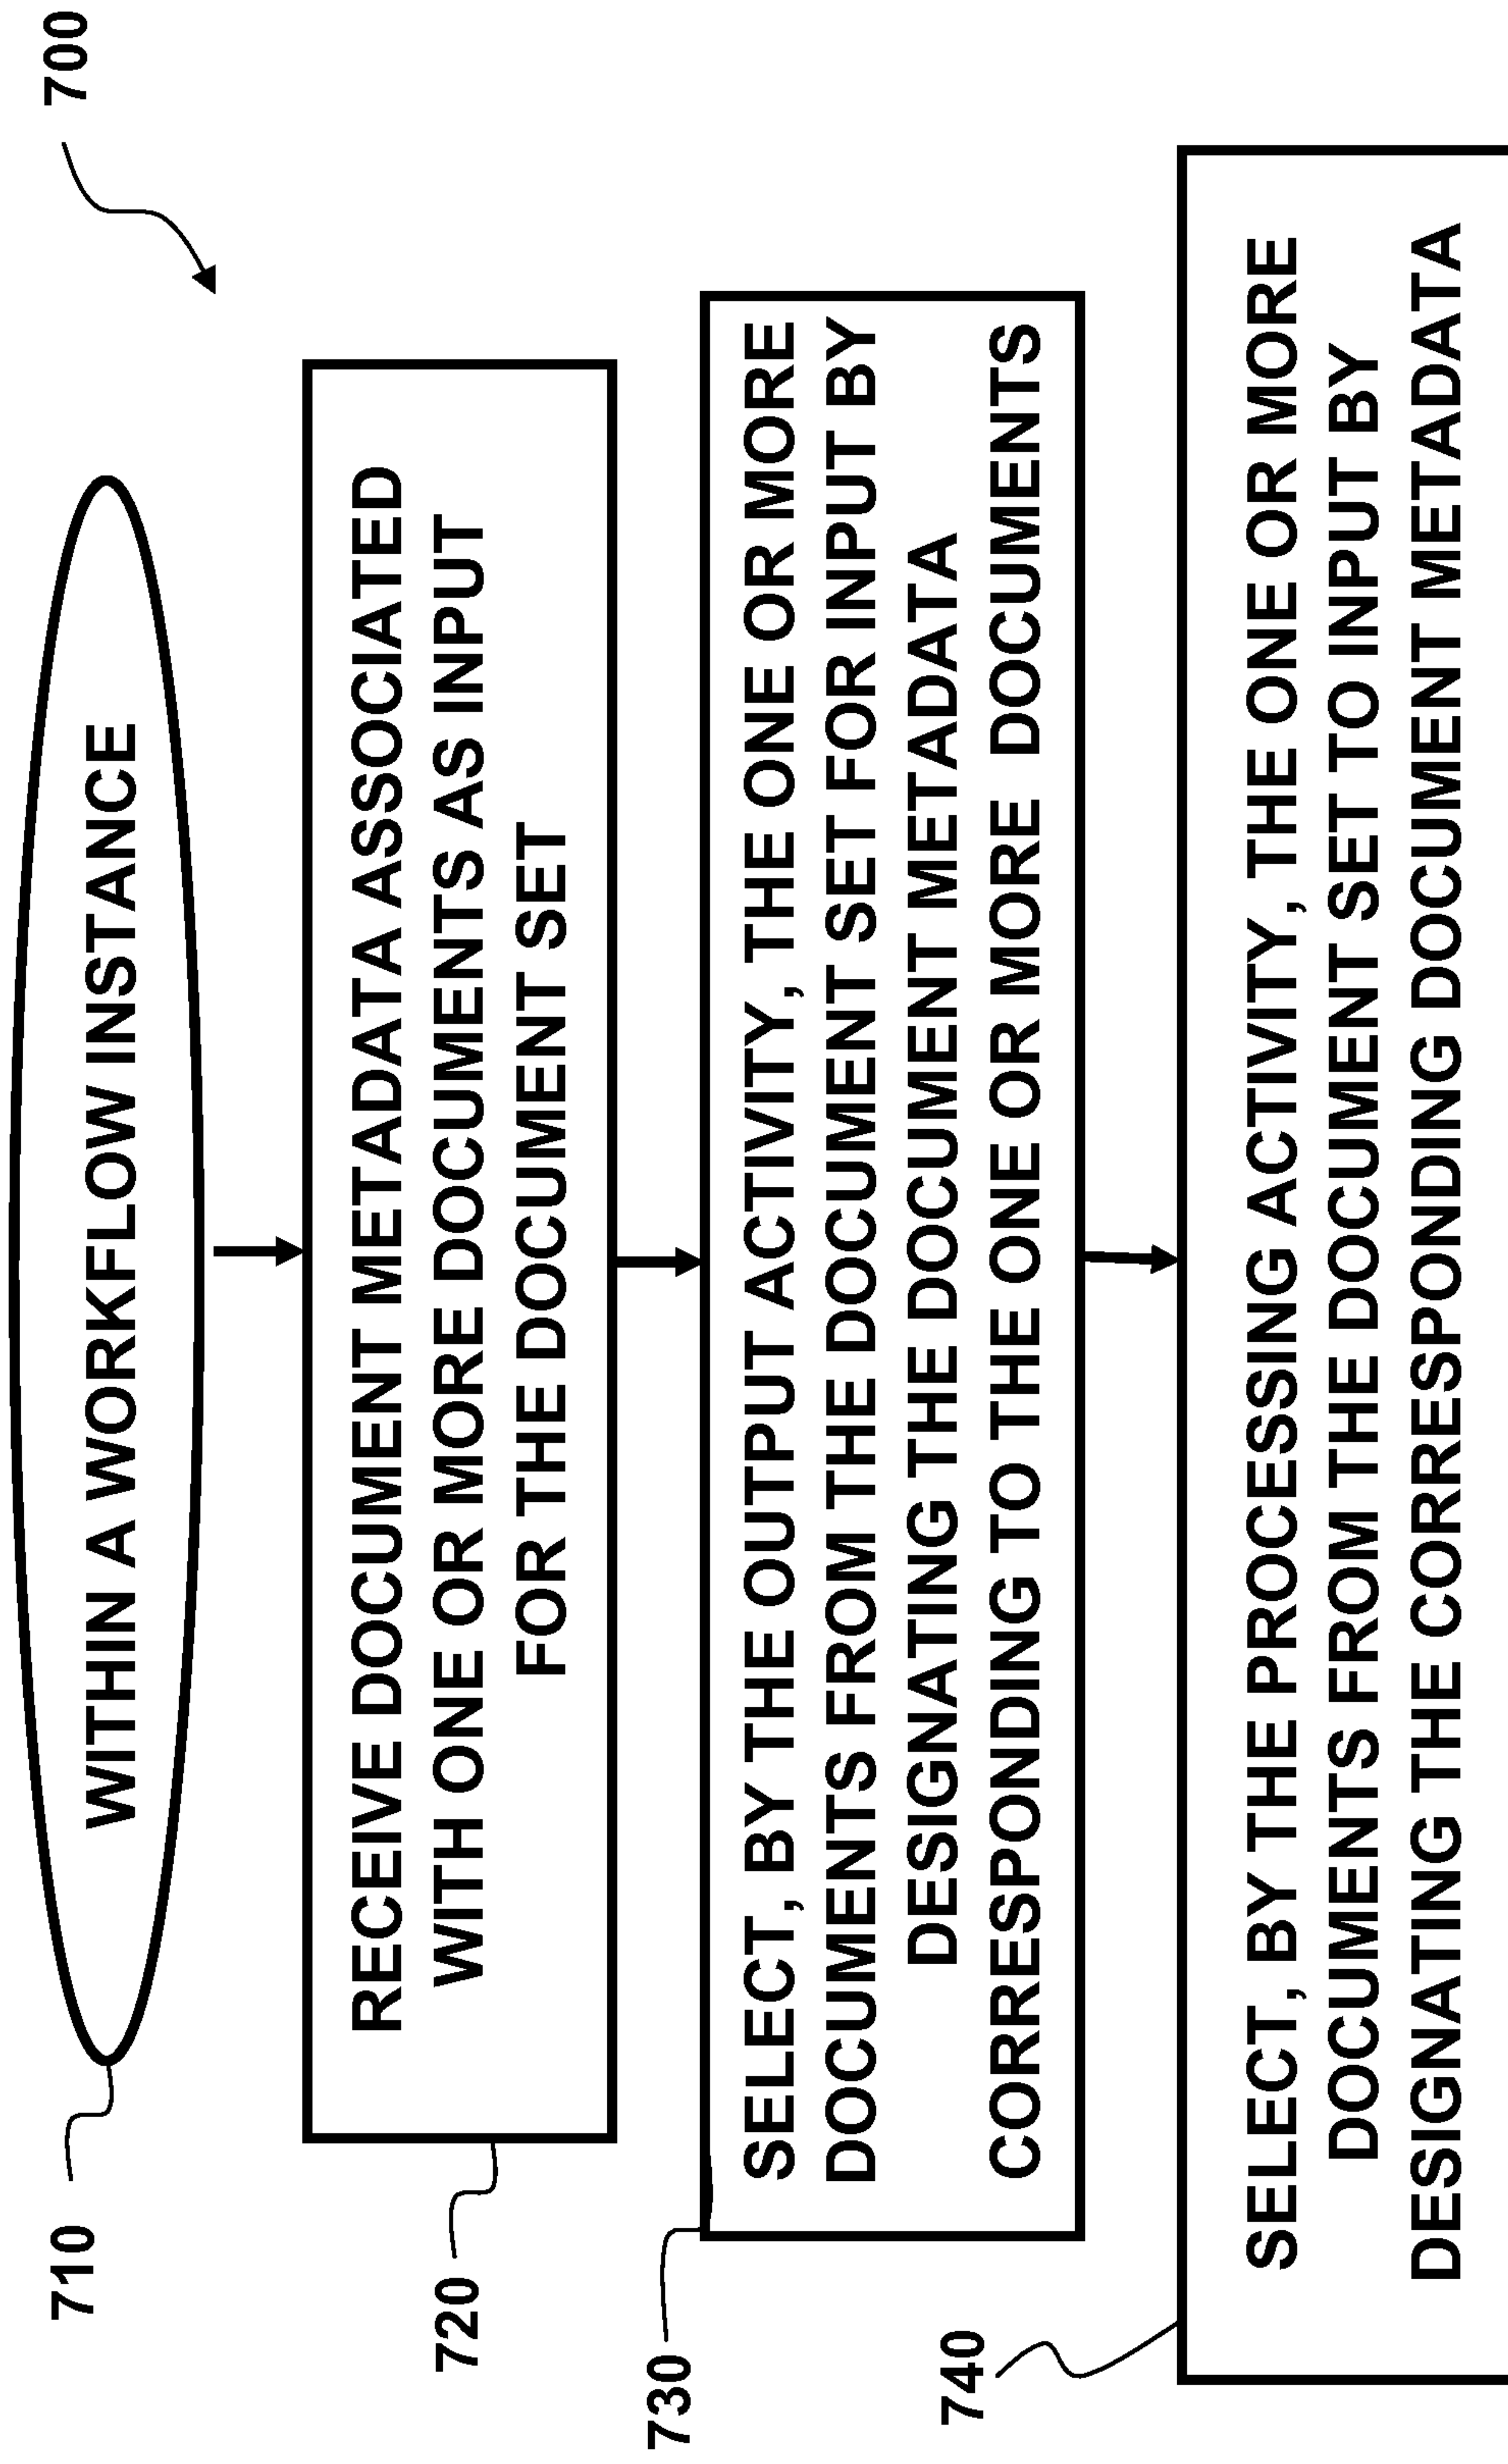 700
710
WITHIN A WORKFLOW INSTANCE
720
RECEIVE DOCUMENT METADATA ASSOCIATED
WITH ONE OR MORE DOCUMENTS AS INPUT
FOR THE DOCUMENT SET
730
SELECT, BY THE OUTPUT ACTIVITY, THE ONE OR MORE
DOCUMENTS FROM THE DOCUMENT SET FOR INPUT BY
DESIGNATING THE DOCUMENT METADATA
CORRESPONDING TO THE ONE OR MORE DOCUMENTS
740
SELECT, BY THE PROCESSING ACTIVITY, THE ONE OR MORE
DOCUMENTS FROM THE DOCUMENT SET TO INPUT BY
DESIGNATING THE CORRESPONDING DOCUMENT METADATA